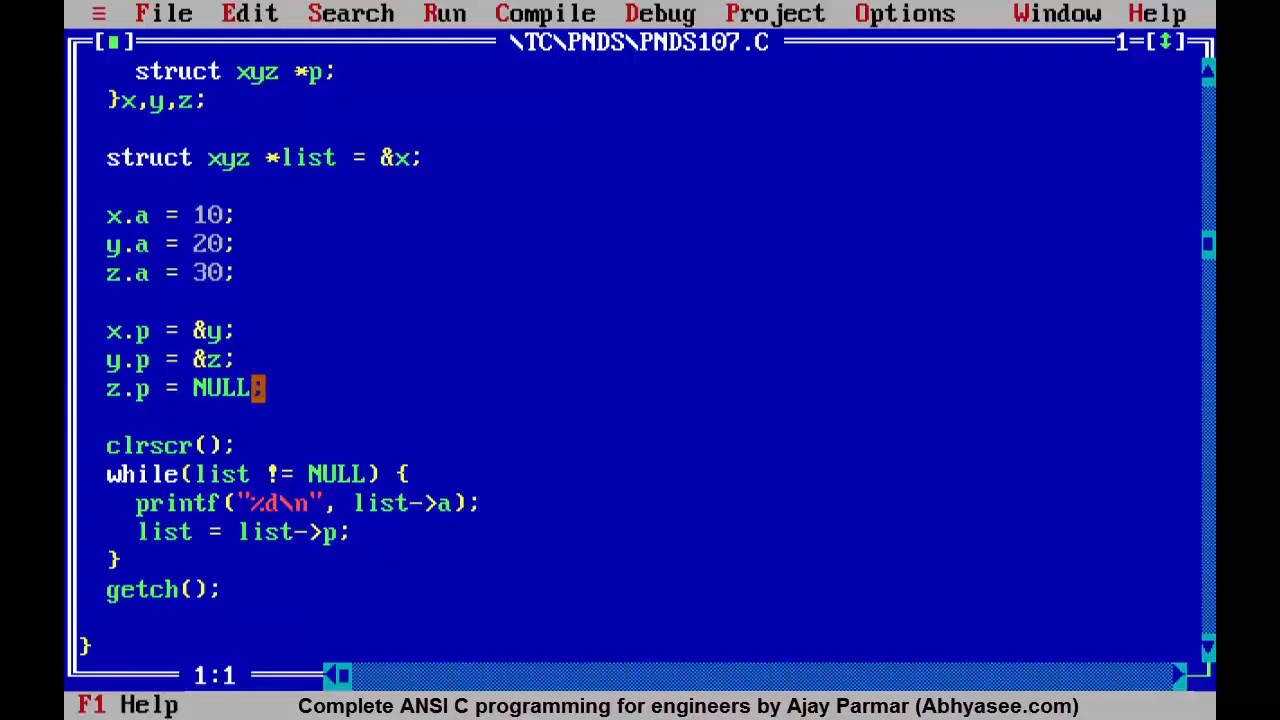 ≡ File Edit Search Run Compile Debug Project Options Window Help
[■] \TC\PNDS\PNDS107.C 1=[↕]
struct xyz *p;
}x,y,z;
struct xyz *list = &x;
x.a = 10;
y.a = 20;
z.a = 30;
x.p = &y;
y.p = &z;
z.p = NULL;
clrscr();
while(list != NULL) {
printf("%d\n", list->a);
list = list->p;
}
getch();
}
1:1
F1 Help Complete ANSI C programming for engineers by Ajay Parmar (Abhyasee.com)